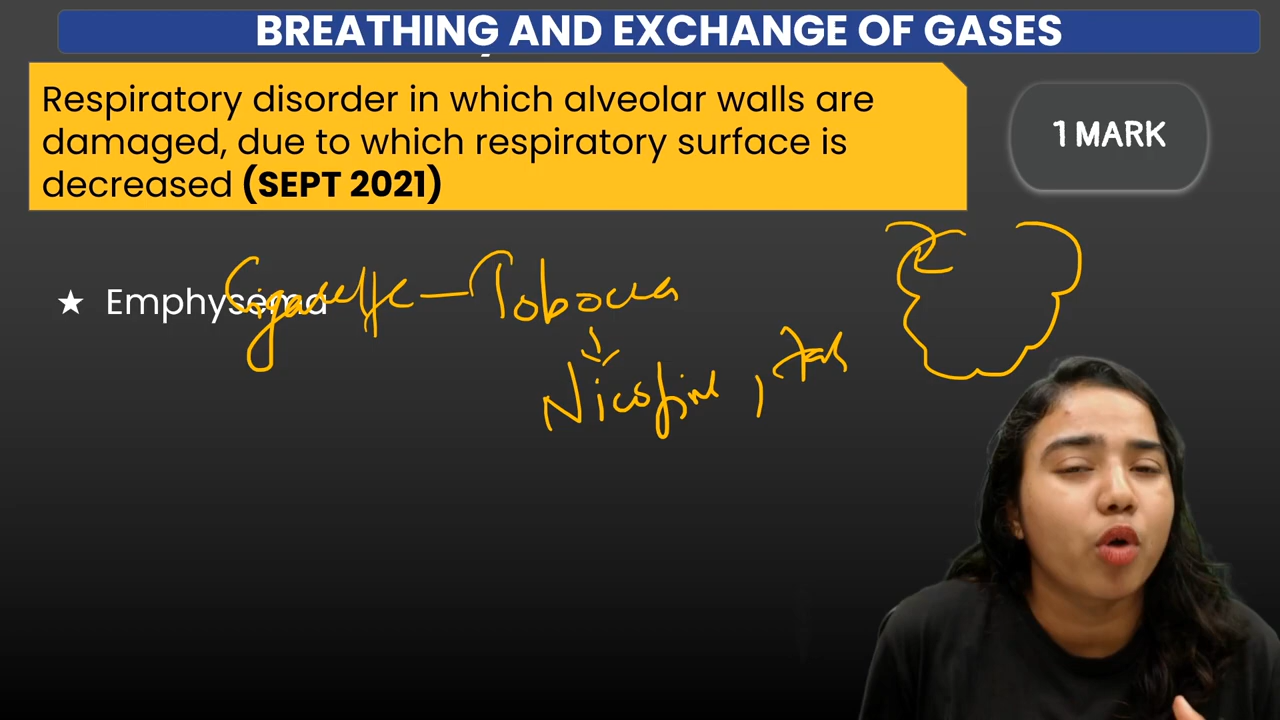 BREATHING AND EXCHANGE OF GASES
Respiratory disorder in which alveolar walls are
damaged, due to which respiratory surface is
decreased (SEPT 2021)
1 MARK
★ Emphysema
Cigarette — Tobacco
Nicotine , tar